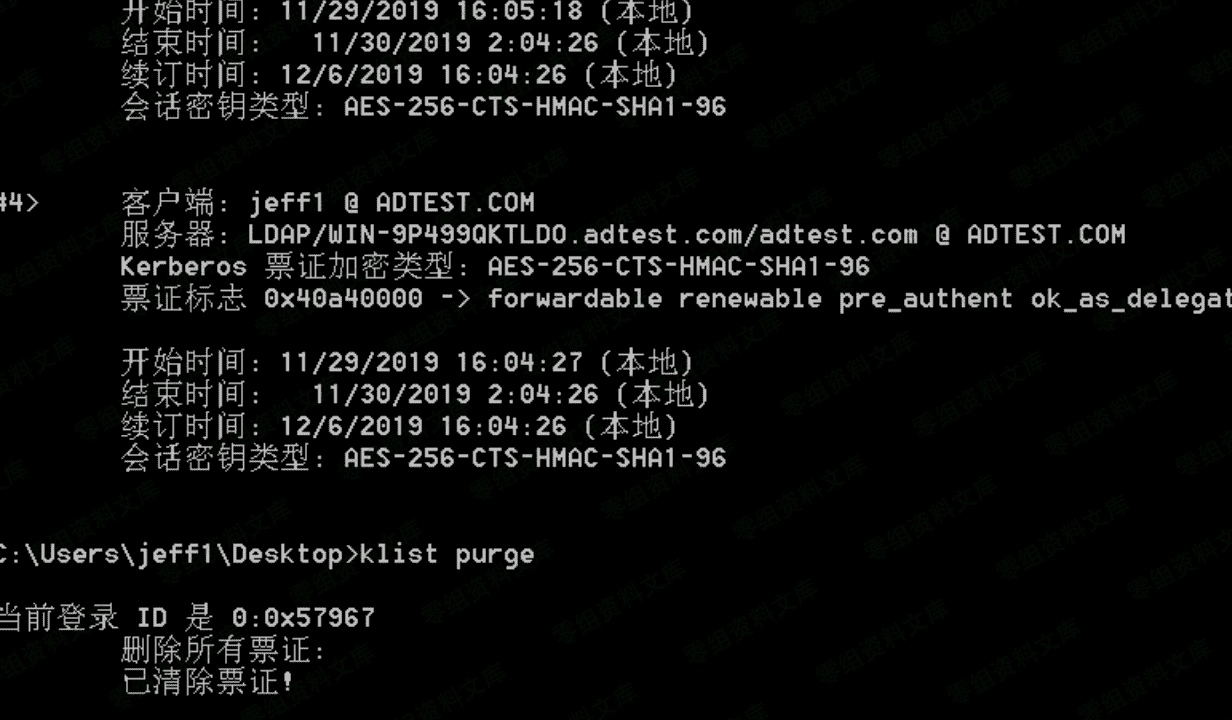 开始时间: 11/29/2019 16:05:18 (本地)
结束时间: 11/30/2019 2:04:26 (本地)
续订时间: 12/6/2019 16:04:26 (本地)
会话密钥类型: AES-256-CTS-HMAC-SHA1-96
#4> 客户端: jeff1 @ ADTEST.COM
服务器: LDAP/WIN-9P499QKTLDO.adtest.com/adtest.com @ ADTEST.COM
Kerberos 票证加密类型: AES-256-CTS-HMAC-SHA1-96
票证标志 0x40a40000 -> forwardable renewable pre_authent ok_as_delegat
开始时间: 11/29/2019 16:04:27 (本地)
结束时间: 11/30/2019 2:04:26 (本地)
续订时间: 12/6/2019 16:04:26 (本地)
会话密钥类型: AES-256-CTS-HMAC-SHA1-96
C:\Users\jeff1\Desktop>klist purge
当前登录 ID 是 0:0x57967
删除所有票证:
已清除票证!
零组资料文库